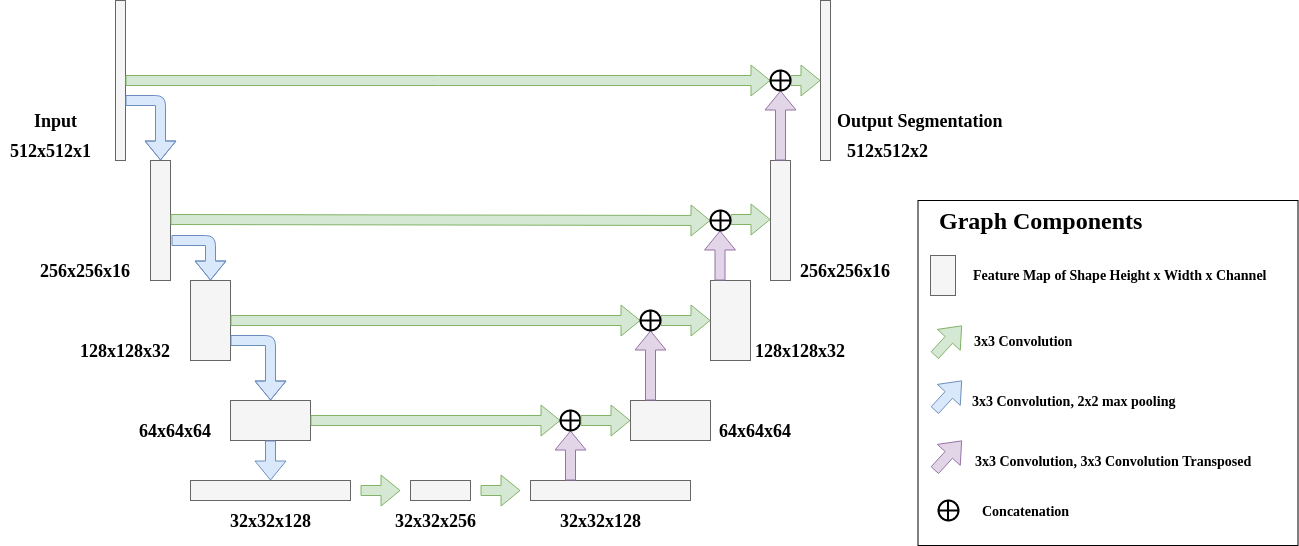 Input
512x512x1
Output Segmentation
512x512x2
256x256x16
256x256x16
128x128x32
128x128x32
64x64x64
64x64x64
32x32x128
32x32x256
32x32x128
Graph Components
Feature Map of Shape Height x Width x Channel
3x3 Convolution
3x3 Convolution, 2x2 max pooling
3x3 Convolution, 3x3 Convolution Transposed
Concatenation